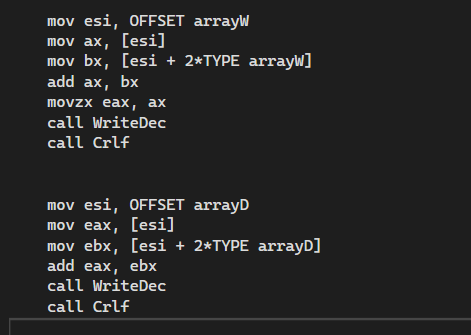 mov esi, OFFSET arrayW
mov ax, [esi]
mov bx, [esi + 2*TYPE arrayW]
add ax, bx
movzx eax, ax
call WriteDec
call Crlf
mov esi, OFFSET arrayD
mov eax, [esi]
mov ebx, [esi + 2*TYPE arrayD]
add eax, ebx
call WriteDec
call Crlf